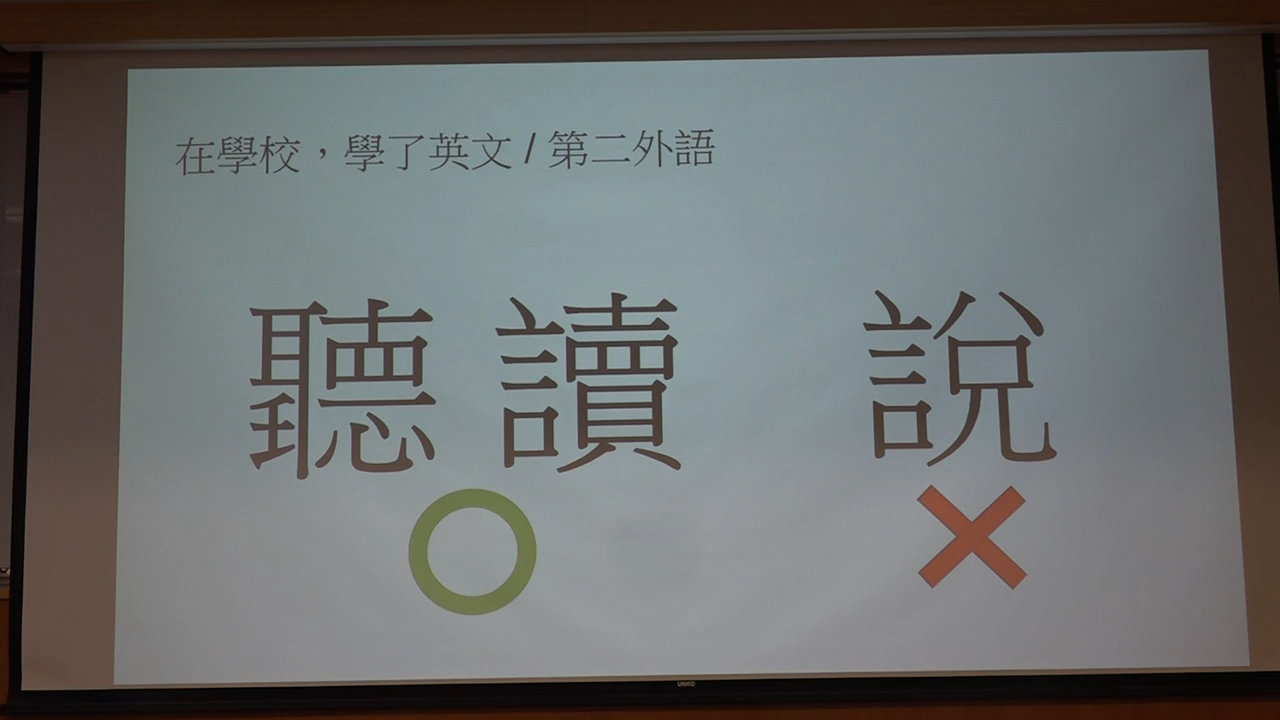 在學校，學了英文 / 第二外語
聽 讀 說